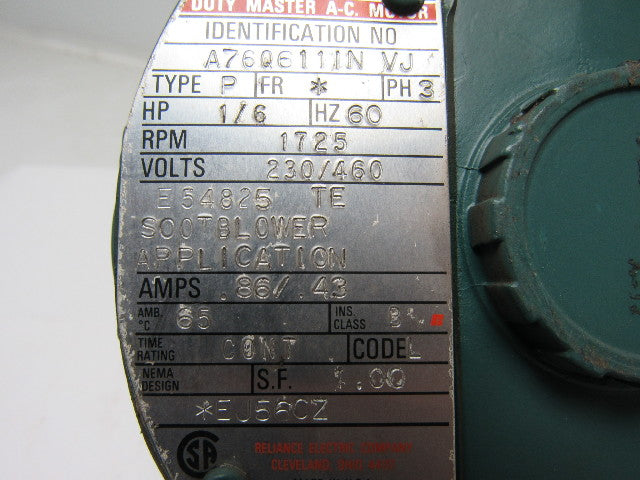 DUTY MASTER A-C. MOTOR
IDENTIFICATION NO
A76Q6111N VJ
TYPE P FR * PH 3
HP 1/6 HZ 60
RPM 1725
VOLTS 230/460
E54825 TE
SOOTBLOWER
APPLICATION
AMPS .86/.43
AMB. °C 65 INS. CLASS B
TIME RATING CONT CODE L
NEMA DESIGN S.F. 1.00
*EJ56CZ
SA
RELIANCE ELECTRIC COMPANY
CLEVELAND, OHIO